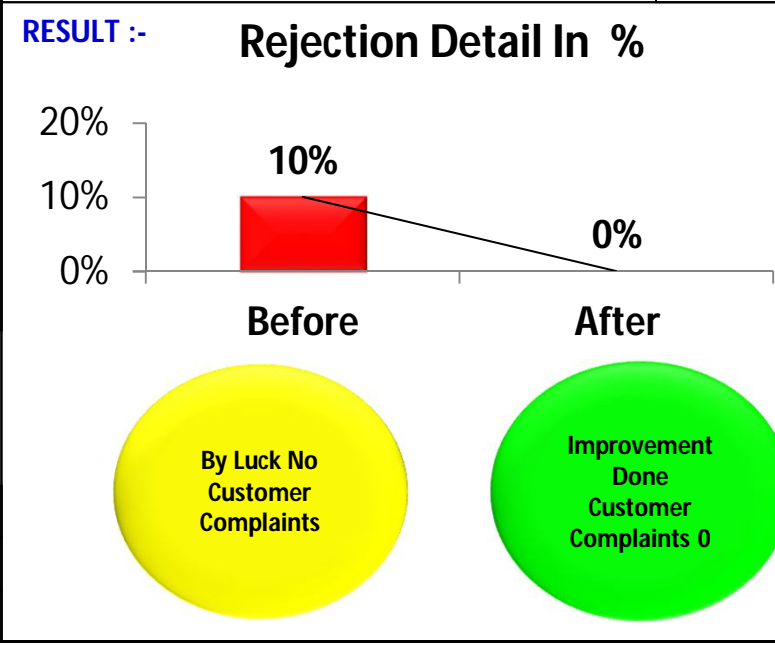 RESULT :-
Rejection Detail In %
20%
10%
0%
10%
0%
Before
After
By Luck No
Customer
Complaints
Improvement
Done
Customer
Complaints 0